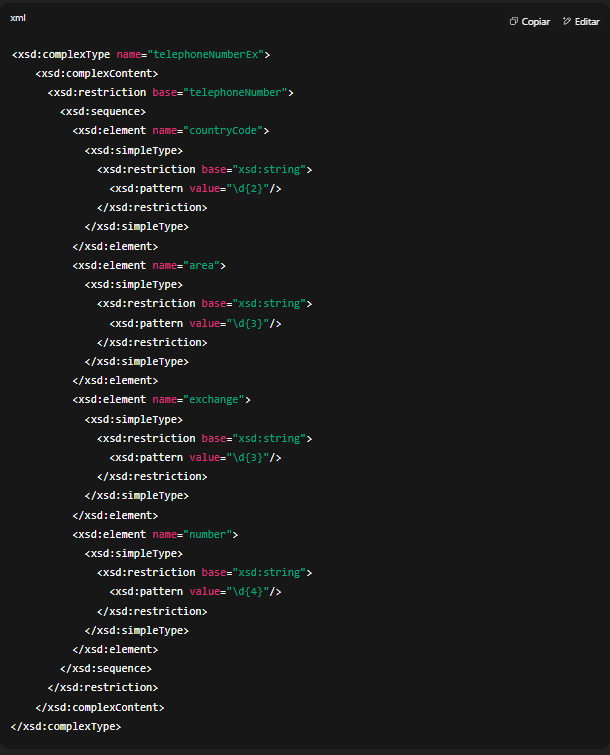 xml
Copiar
Editar
<xsd:complexType name="telephoneNumberEx">
<xsd:complexContent>
<xsd:restriction base="telephoneNumber">
<xsd:sequence>
<xsd:element name="countryCode">
<xsd:simpleType>
<xsd:restriction base="xsd:string">
<xsd:pattern value="\d{2}"/>
</xsd:restriction>
</xsd:simpleType>
</xsd:element>
<xsd:element name="area">
<xsd:simpleType>
<xsd:restriction base="xsd:string">
<xsd:pattern value="\d{3}"/>
</xsd:restriction>
</xsd:simpleType>
</xsd:element>
<xsd:element name="exchange">
<xsd:simpleType>
<xsd:restriction base="xsd:string">
<xsd:pattern value="\d{3}"/>
</xsd:restriction>
</xsd:simpleType>
</xsd:element>
<xsd:element name="number">
<xsd:simpleType>
<xsd:restriction base="xsd:string">
<xsd:pattern value="\d{4}"/>
</xsd:restriction>
</xsd:simpleType>
</xsd:element>
</xsd:sequence>
</xsd:restriction>
</xsd:complexContent>
</xsd:complexType>